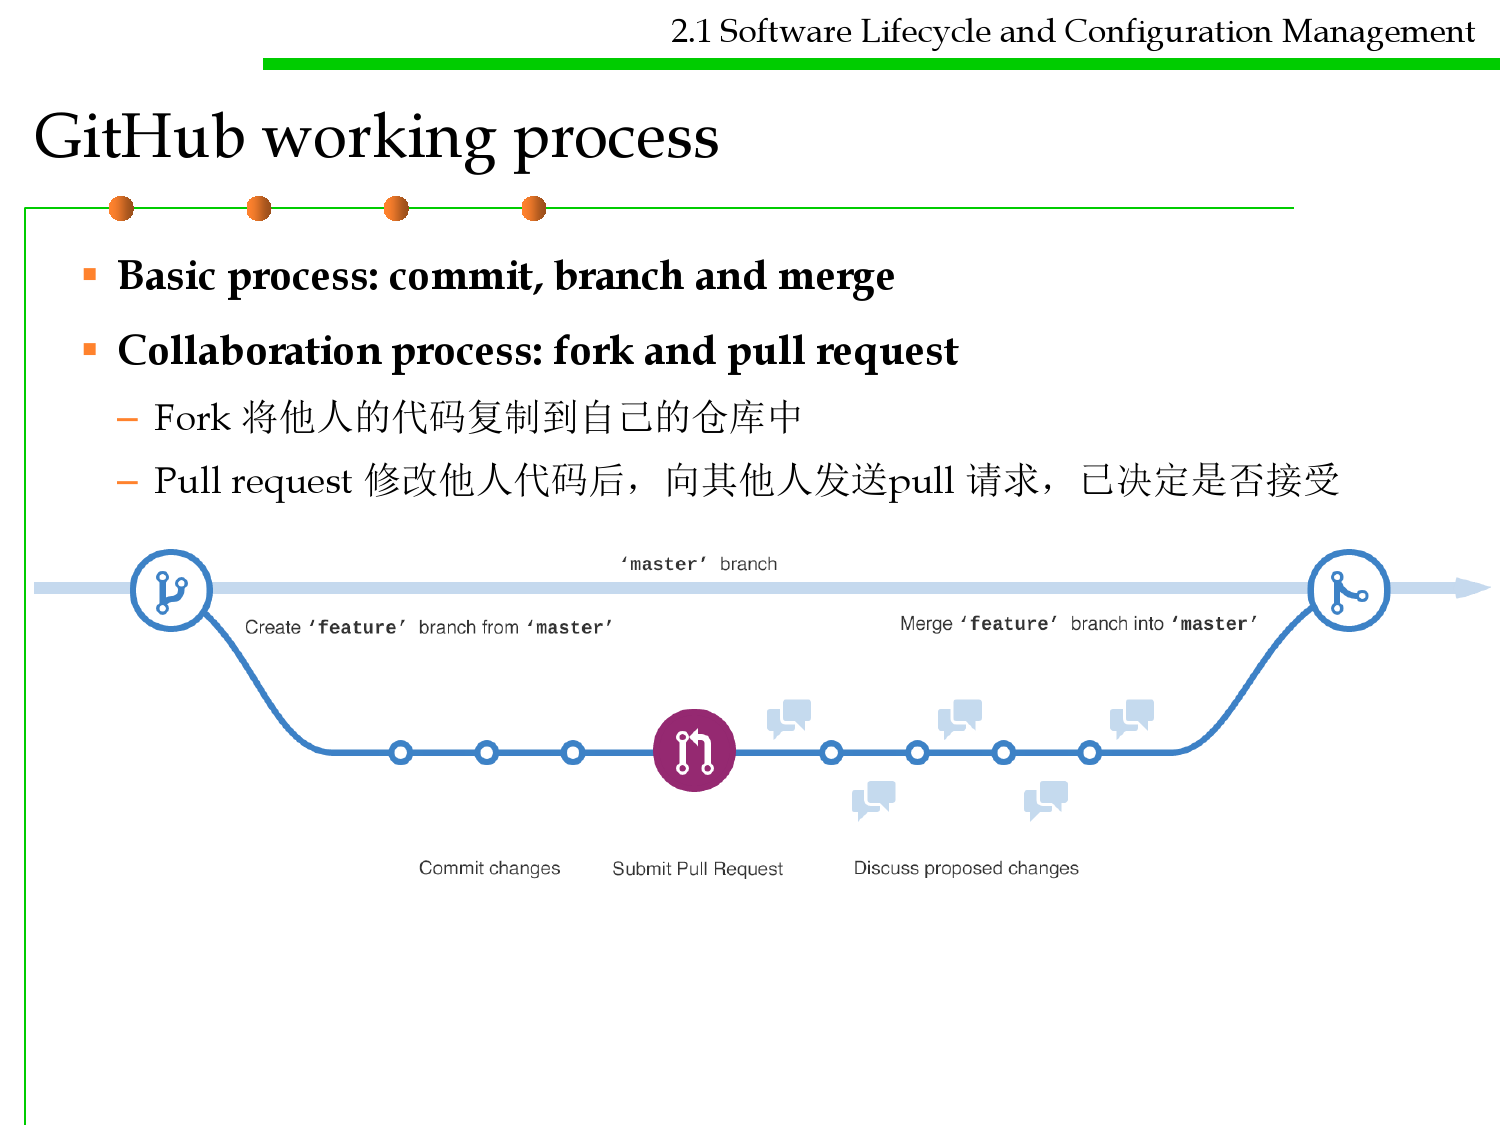 2.1 Software Lifecycle and Configuration Management
GitHub working process
Basic process: commit, branch and merge
Collaboration process: fork and pull request
– Fork 将他人的代码复制到自己的仓库中
– Pull request 修改他人代码后，向其他人发送pull 请求，已决定是否接受
‘master’ branch
Create ‘feature’ branch from ‘master’
Merge ‘feature’ branch into ‘master’
Commit changes
Submit Pull Request
Discuss proposed changes